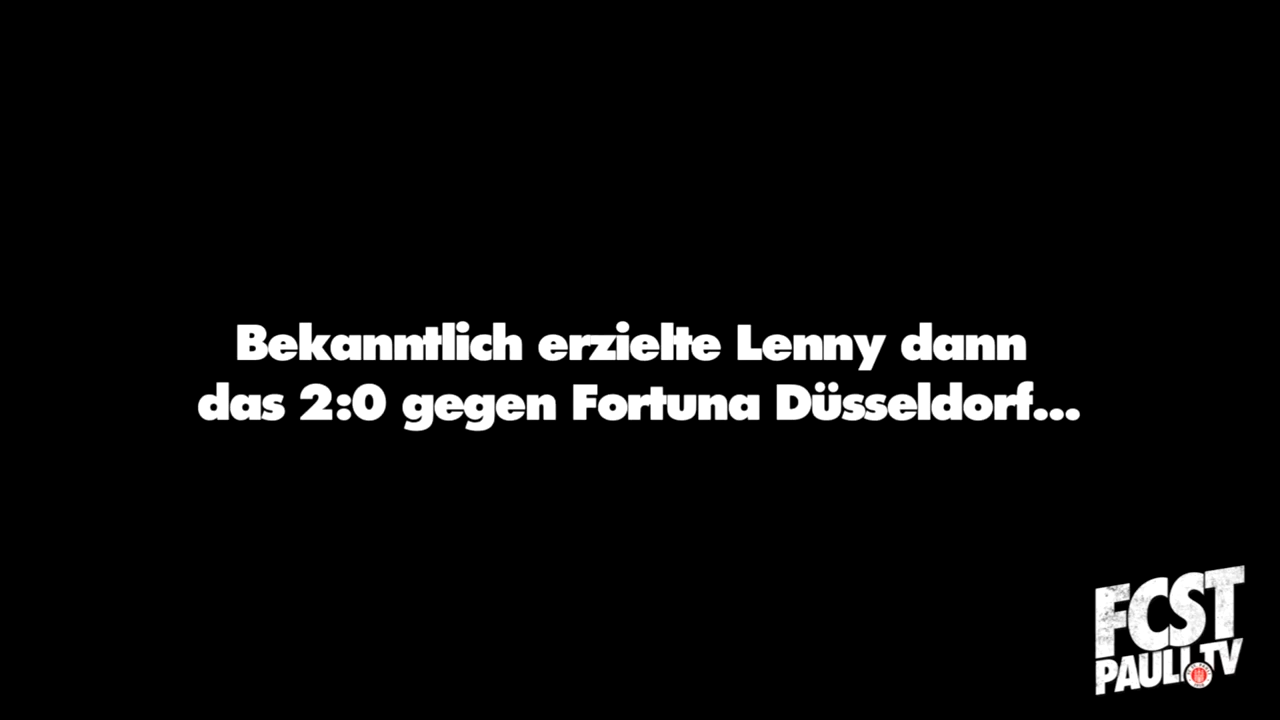 Bekanntlich erzielte Lenny dann
das 2:0 gegen Fortuna Düsseldorf...
FCST
PAULI.TV